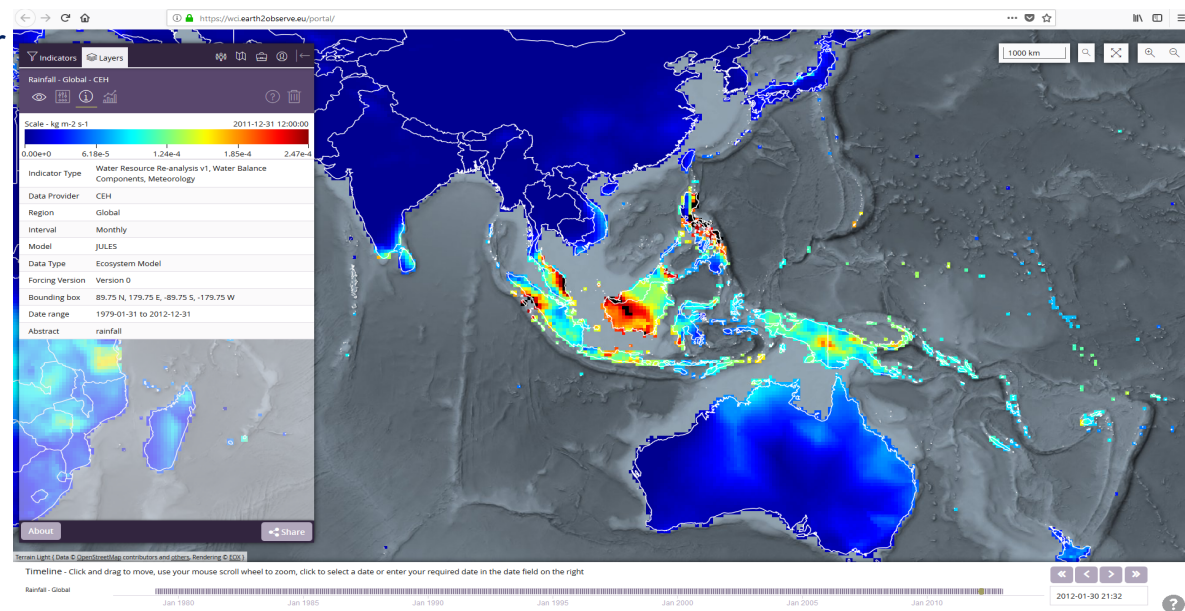 https://wci.earth2observe.eu/portal/
Indicators
Layers
Rainfall - Global - CEH
Scale - kg m-2 s-1 2011-12-31 12:00:00
0.00e+0 6.18e-5 1.24e-4 1.85e-4 2.47e-4
Indicator Type Water Resource Re-analysis v1, Water Balance
Components, Meteorology
Data Provider CEH
Region Global
Interval Monthly
Model JULES
Data Type Ecosystem Model
Forcing Version Version 0
Bounding box 89.75 N, 179.75 E, -89.75 S, -179.75 W
Date range 1979-01-31 to 2012-12-31
Abstract rainfall
1000 km
About
Share
Terrain Light ( Data © OpenStreetMap contributors and others, Rendering © EOX )
Timeline - Click and drag to move, use your mouse scroll wheel to zoom, click to select a date or enter your required date in the date field on the right
Rainfall - Global
Jan 1980 Jan 1985 Jan 1990 Jan 1995 Jan 2000 Jan 2005 Jan 2010
2012-01-30 21:32